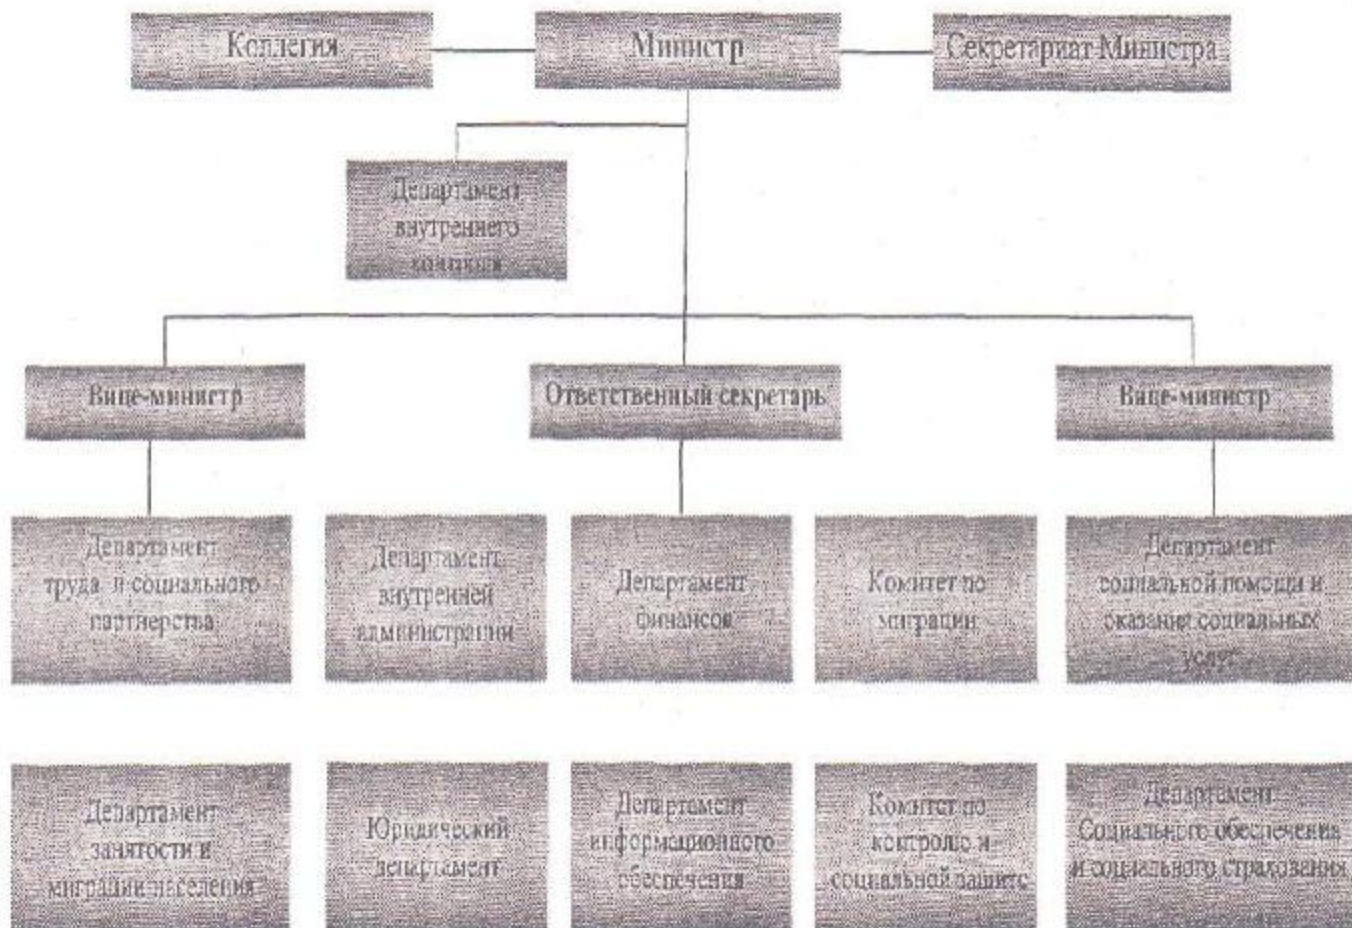 Коллегия
Министр
Секретариат Министра
Департамент
внутреннего
контроля
Вице-министр
Ответственный секретарь
Вице-министр
Департамент
труда и социального
партнерства
Департамент
внутренней
администрации
Департамент
финансов
Комитет по
миграции
Департамент
социальной помощи и
оказания социальных
услуг
Департамент
занятости и
миграции населения
Юридический
департамент
Департамент
информационного
обеспечения
Комитет по
контролю и
социальной защите
Департамент
Социального обеспечения
и социального страхования